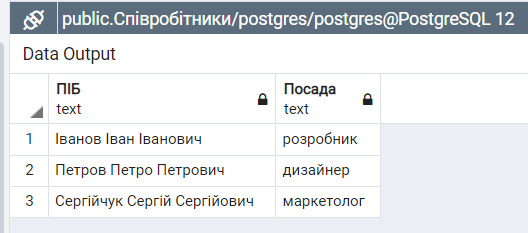 public.Співробітники/postgres/postgres@PostgreSQL 12
Data Output
ПІБ Посада
text text
1 Іванов Іван Іванович розробник
2 Петров Петро Петрович дизайнер
3 Сергійчук Сергій Сергійович маркетолог